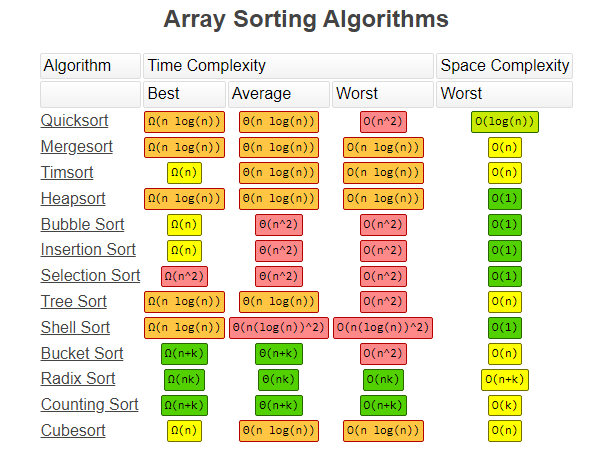 Array Sorting Algorithms
Algorithm Time Complexity Space Complexity
Best Average Worst Worst
Quicksort Ω(n log(n)) Θ(n log(n)) O(n^2) O(log(n))
Mergesort Ω(n log(n)) Θ(n log(n)) O(n log(n)) O(n)
Timsort Ω(n) Θ(n log(n)) O(n log(n)) O(n)
Heapsort Ω(n log(n)) Θ(n log(n)) O(n log(n)) O(1)
Bubble Sort Ω(n) Θ(n^2) O(n^2) O(1)
Insertion Sort Ω(n) Θ(n^2) O(n^2) O(1)
Selection Sort Ω(n^2) Θ(n^2) O(n^2) O(1)
Tree Sort Ω(n log(n)) Θ(n log(n)) O(n^2) O(n)
Shell Sort Ω(n log(n)) Θ(n(log(n))^2) O(n(log(n))^2) O(1)
Bucket Sort Ω(n+k) Θ(n+k) O(n^2) O(n)
Radix Sort Ω(nk) Θ(nk) O(nk) O(n+k)
Counting Sort Ω(n+k) Θ(n+k) O(n+k) O(k)
Cubesort Ω(n) Θ(n log(n)) O(n log(n)) O(n)